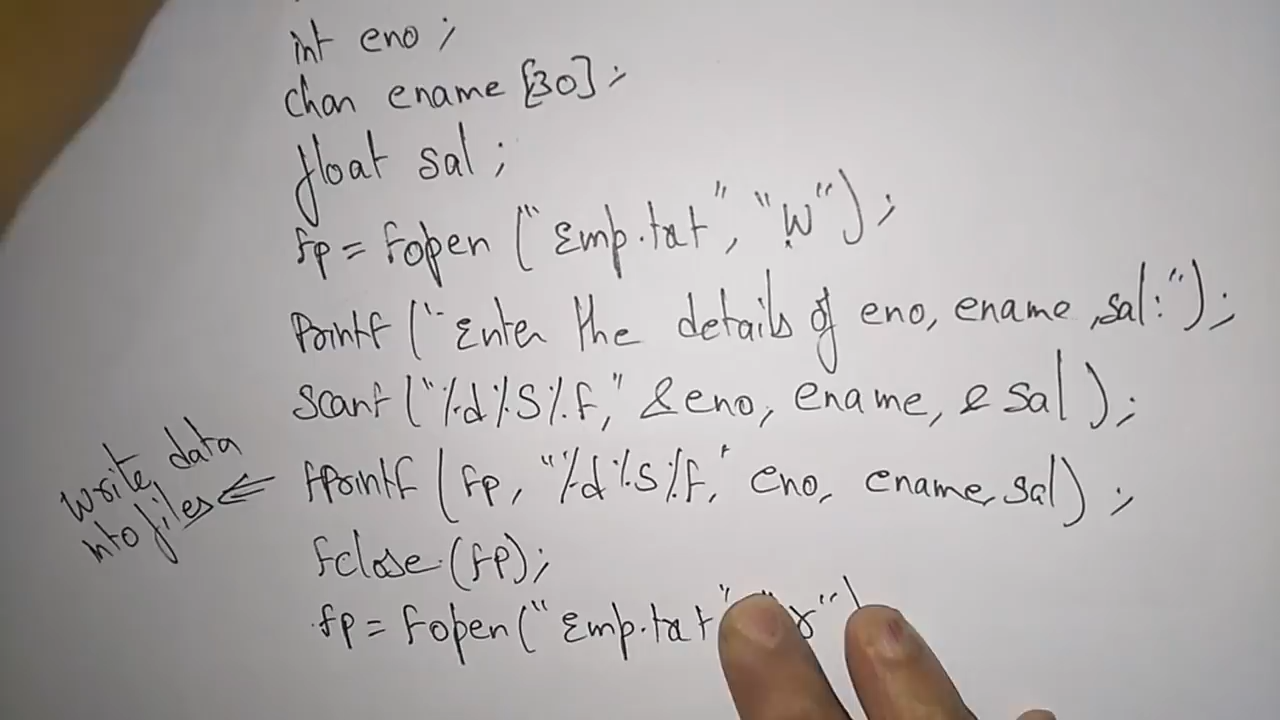 int eno ;
char ename [30] ;
float sal ;
fp = fopen ("Emp.txt", "w") ;
Printf ("Enter the details of eno, ename, sal:") ;
Scanf ("%d%s%f," &eno, ename, & sal ) ;
fprintf ( fp, "%d%s%f," eno, ename, sal) ;
write data
into files
fclose (fp) ;
fp = fopen ("Emp.txt" "r")